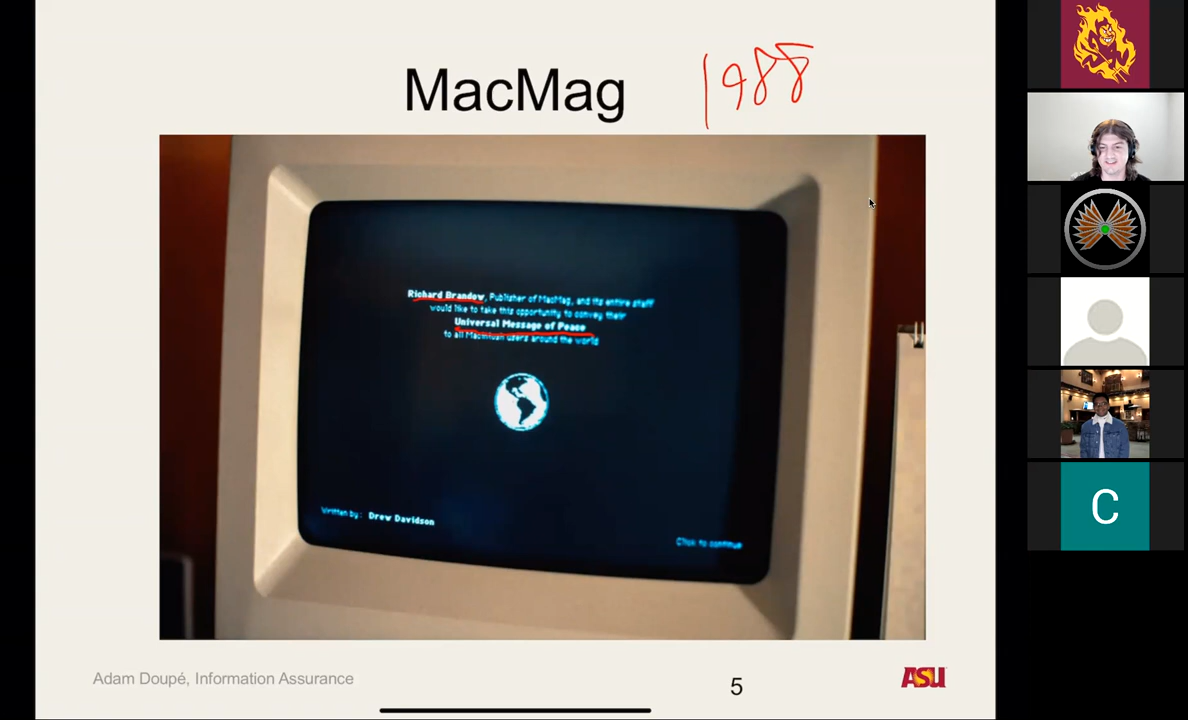 MacMag 1988
Richard Brandow, Publisher of MacMag, and its entire staff
would like to take this opportunity to convey their
Universal Message of Peace
to all Macintosh users around the world
Written by: Drew Davidson
Click to continue
Adam Doupé, Information Assurance
5
ASU
C